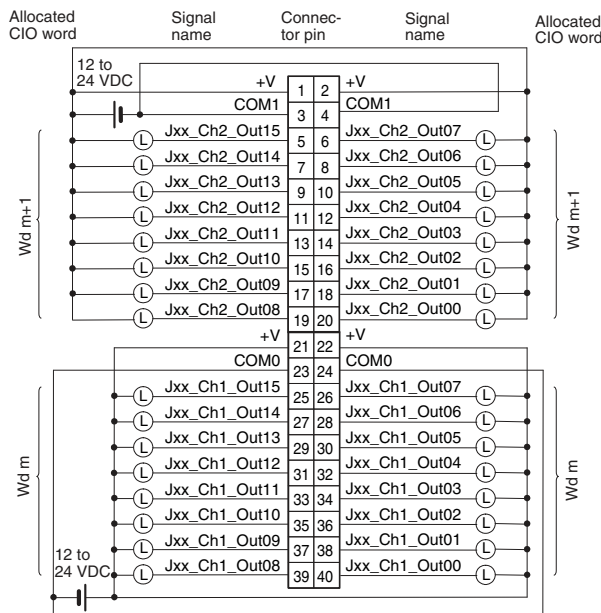 Allocated CIO word Signal name Connec-tor pin Signal name Allocated CIO word
12 to 24 VDC
+V 1 2 +V
COM1 3 4 COM1
L Jxx_Ch2_Out15 5 6 Jxx_Ch2_Out07 L
L Jxx_Ch2_Out14 7 8 Jxx_Ch2_Out06 L
L Jxx_Ch2_Out13 9 10 Jxx_Ch2_Out05 L
L Jxx_Ch2_Out12 11 12 Jxx_Ch2_Out04 L
L Jxx_Ch2_Out11 13 14 Jxx_Ch2_Out03 L
L Jxx_Ch2_Out10 15 16 Jxx_Ch2_Out02 L
L Jxx_Ch2_Out09 17 18 Jxx_Ch2_Out01 L
L Jxx_Ch2_Out08 19 20 Jxx_Ch2_Out00 L
Wd m+1 Wd m+1
+V 21 22 +V
COM0 23 24 COM0
L Jxx_Ch1_Out15 25 26 Jxx_Ch1_Out07 L
L Jxx_Ch1_Out14 27 28 Jxx_Ch1_Out06 L
L Jxx_Ch1_Out13 29 30 Jxx_Ch1_Out05 L
L Jxx_Ch1_Out12 31 32 Jxx_Ch1_Out04 L
L Jxx_Ch1_Out11 33 34 Jxx_Ch1_Out03 L
L Jxx_Ch1_Out10 35 36 Jxx_Ch1_Out02 L
L Jxx_Ch1_Out09 37 38 Jxx_Ch1_Out01 L
L Jxx_Ch1_Out08 39 40 Jxx_Ch1_Out00 L
Wd m Wd m
12 to 24 VDC